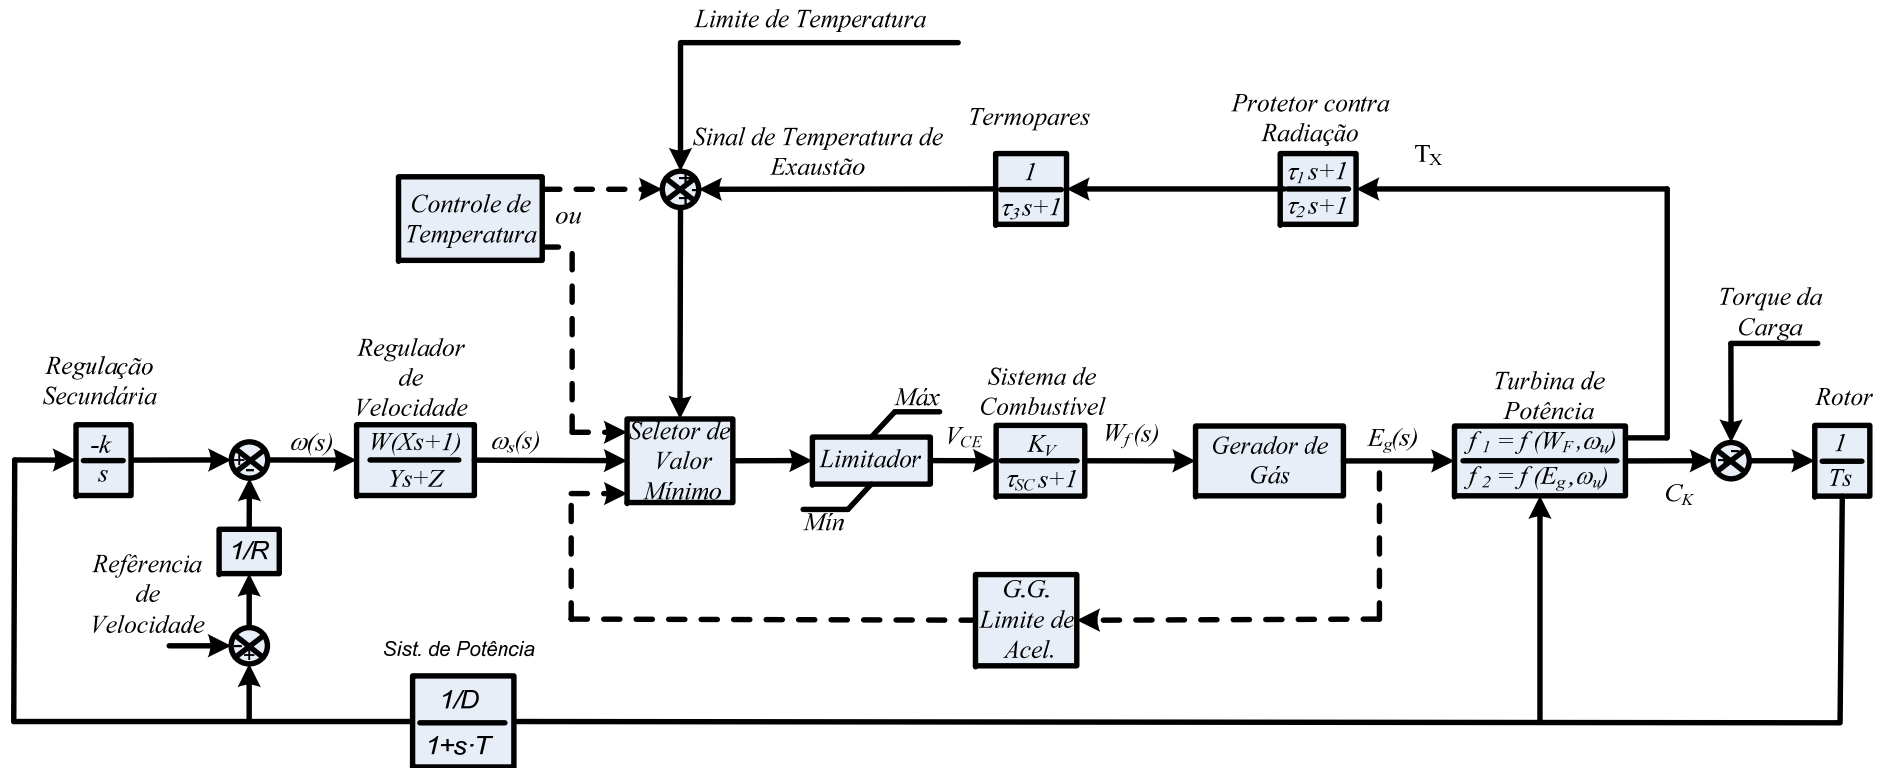 Limite de Temperatura
Protetor contra
Radiação
Termopares
Sinal de Temperatura de
Exaustão
T_X
1
τ₃s+1
τ₁s+1
τ₂s+1
Controle de
Temperatura
ou
Torque da
Carga
Regulação
Secundária
Regulador
de
Velocidade
Sistema de
Combustível
Turbina de
Potência
Rotor
Máx
-k
s
ω(s)
W(Xs+1)
Ys+Z
ω_s(s)
Seletor de
Valor
Mínimo
Limitador
Mín
V_CE
K_V
τ_SC s+1
W_f(s)
Gerador de
Gás
E_g(s)
f₁=f(W_F,ω_u)
f₂=f(E_g,ω_u)
C_K
1
Ts
1/R
Refêrencia
de
Velocidade
G.G.
Limite de
Acel.
Sist. de Potência
1/D
1+s·T